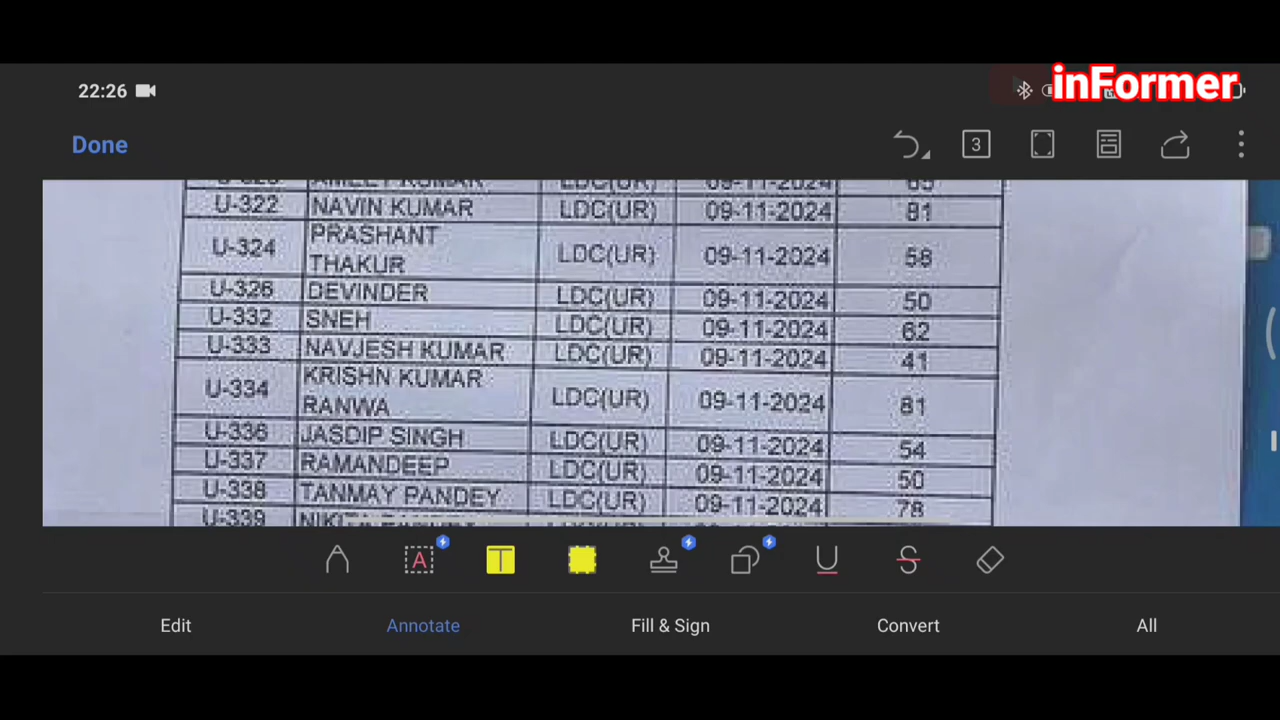 inFormer
22:26
Done
3
U-322 NAVIN KUMAR LDC(UR) 09-11-2024 81
U-324 PRASHANT THAKUR LDC(UR) 09-11-2024 58
U-326 DEVINDER LDC(UR) 09-11-2024 50
U-332 SNEH LDC(UR) 09-11-2024 62
U-333 NAVJESH KUMAR LDC(UR) 09-11-2024 41
U-334 KRISHN KUMAR RANWA LDC(UR) 09-11-2024 81
U-336 JASDIP SINGH LDC(UR) 09-11-2024 54
U-337 RAMANDEEP LDC(UR) 09-11-2024 50
U-338 TANMAY PANDEY LDC(UR) 09-11-2024 78
U-339
A T U S
Edit Annotate Fill & Sign Convert All